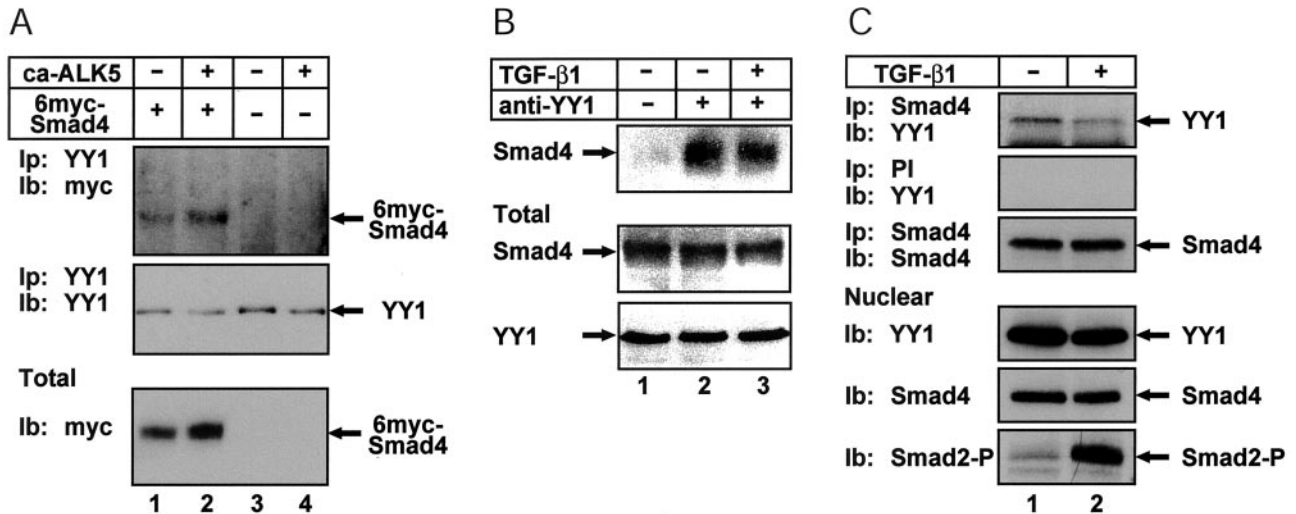 A
ca-ALK5 − + − +
6myc-Smad4 + + − −
Ip: YY1
Ib: myc
6myc-Smad4
Ip: YY1
Ib: YY1
YY1
Total
Ib: myc
6myc-Smad4
1 2 3 4
B
TGF-β1 − − +
anti-YY1 − + +
Smad4
Total
Smad4
YY1
1 2 3
C
TGF-β1 − +
Ip: Smad4
Ib: YY1
YY1
Ip: PI
Ib: YY1
Ip: Smad4
Ib: Smad4
Smad4
Nuclear
Ib: YY1
YY1
Ib: Smad4
Smad4
Ib: Smad2-P
Smad2-P
1 2